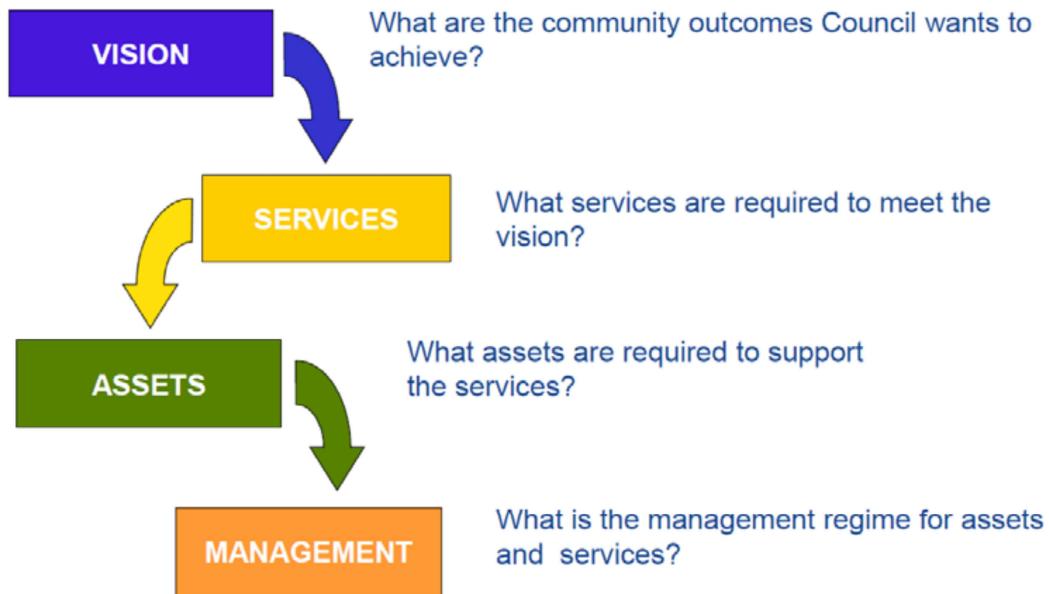 VISION
What are the community outcomes Council wants to
achieve?
SERVICES
What services are required to meet the
vision?
ASSETS
What assets are required to support
the services?
MANAGEMENT
What is the management regime for assets
and  services?